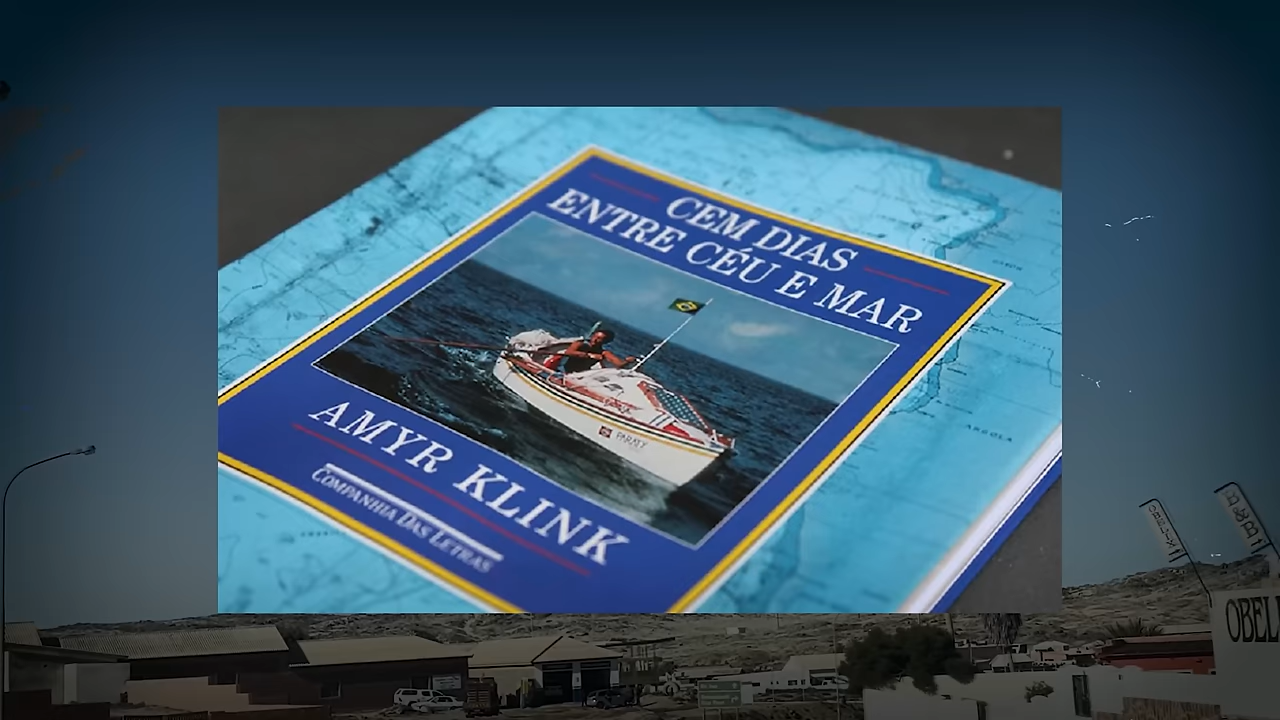 CEM DIAS
ENTRE CÉU E MAR
PARATY
AMYR KLINK
COMPANHIA DAS LETRAS
ANGOLA
B&B
OBEL